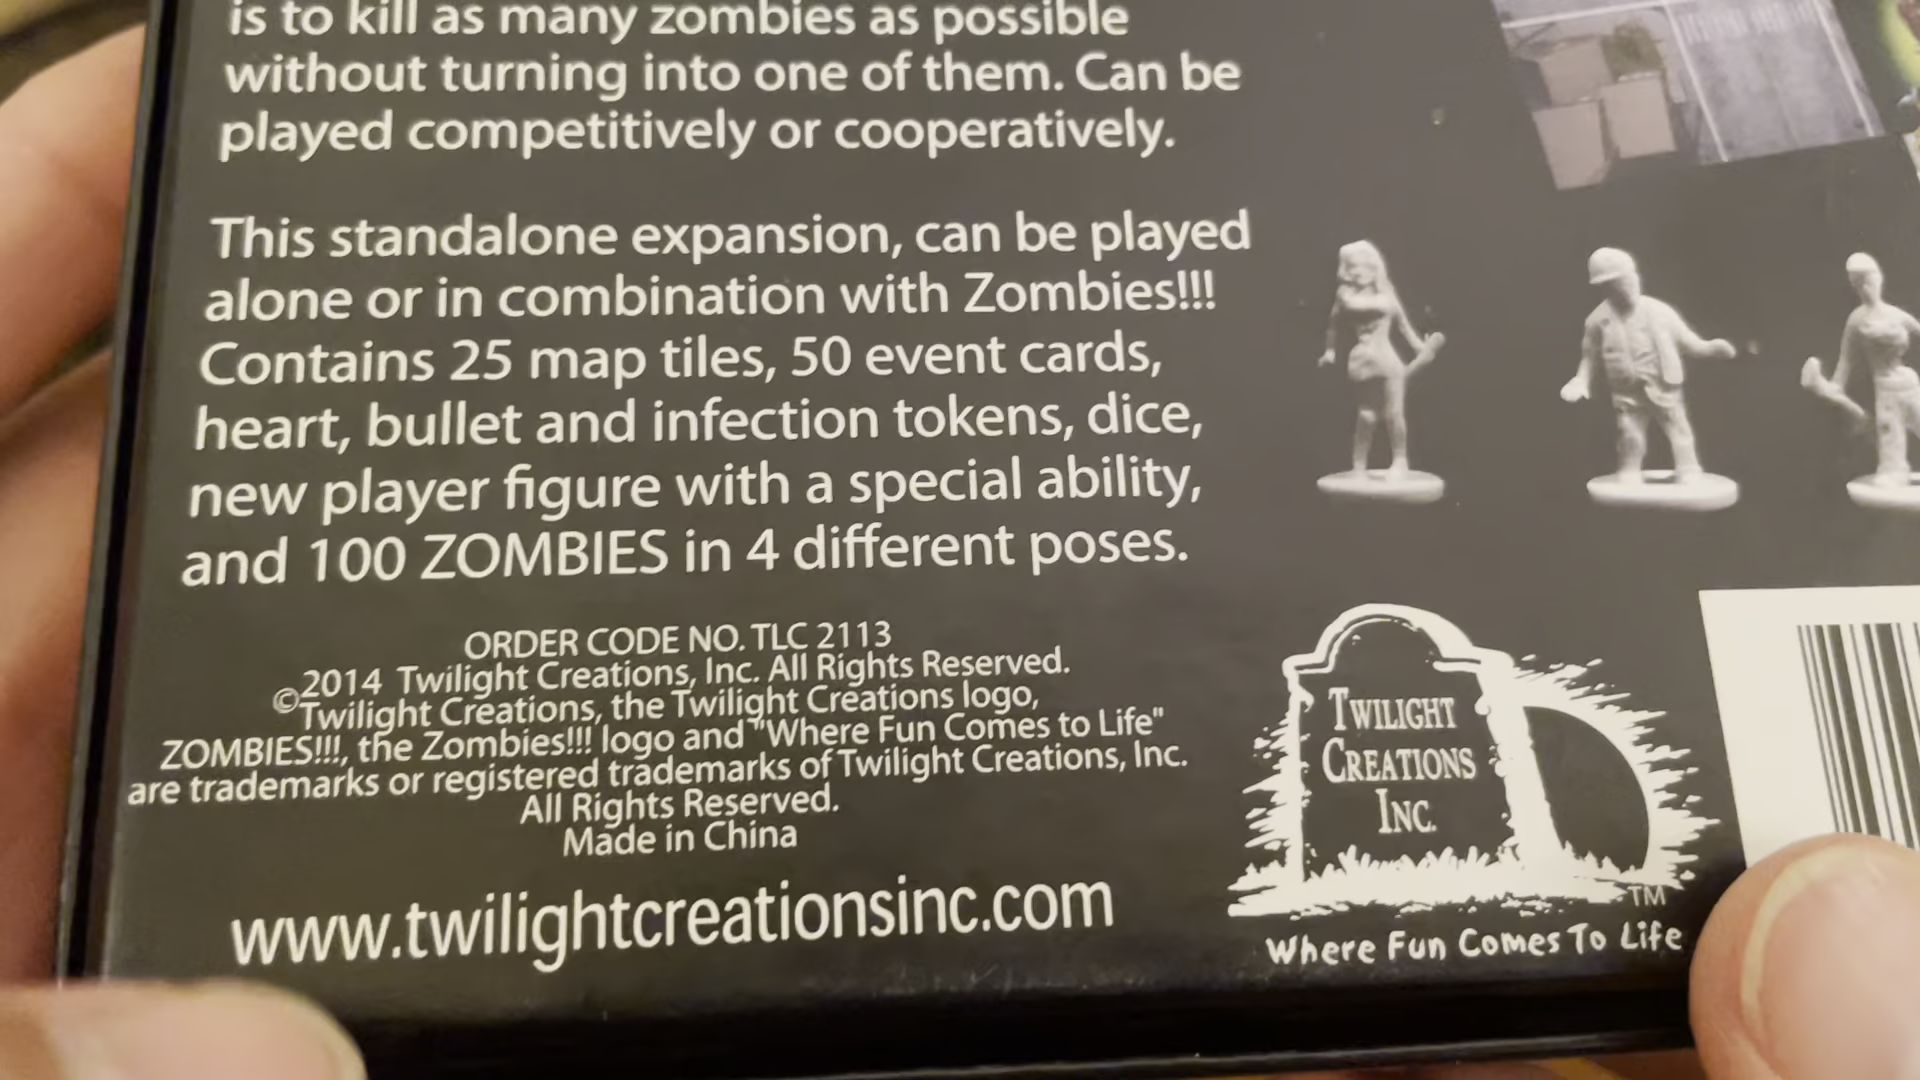 is to kill as many zombies as possible
without turning into one of them. Can be
played competitively or cooperatively.
This standalone expansion, can be played
alone or in combination with Zombies!!!
Contains 25 map tiles, 50 event cards,
heart, bullet and infection tokens, dice,
new player figure with a special ability,
and 100 ZOMBIES in 4 different poses.
ORDER CODE NO. TLC 2113
©2014 Twilight Creations, Inc. All Rights Reserved.
Twilight Creations, the Twilight Creations logo,
ZOMBIES!!!, the Zombies!!! logo and "Where Fun Comes to Life"
are trademarks or registered trademarks of Twilight Creations, Inc.
All Rights Reserved.
Made in China
www.twilightcreationsinc.com
TWILIGHT
CREATIONS
INC.
TM
Where Fun Comes To Life